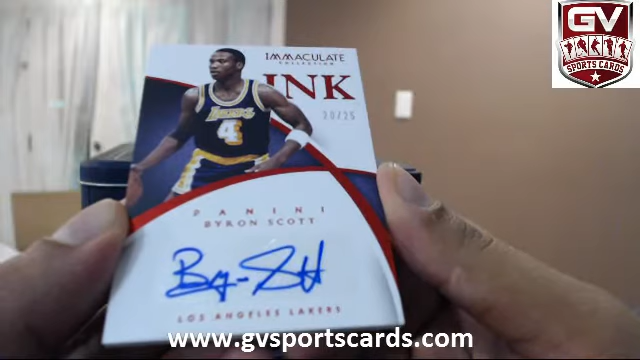 GV
SPORTS CARDS
IMMACULATE
COLLECTION
INK
20/25
Lakers
4
PANINI
BYRON SCOTT
LOS ANGELES LAKERS
www.gvsportscards.com